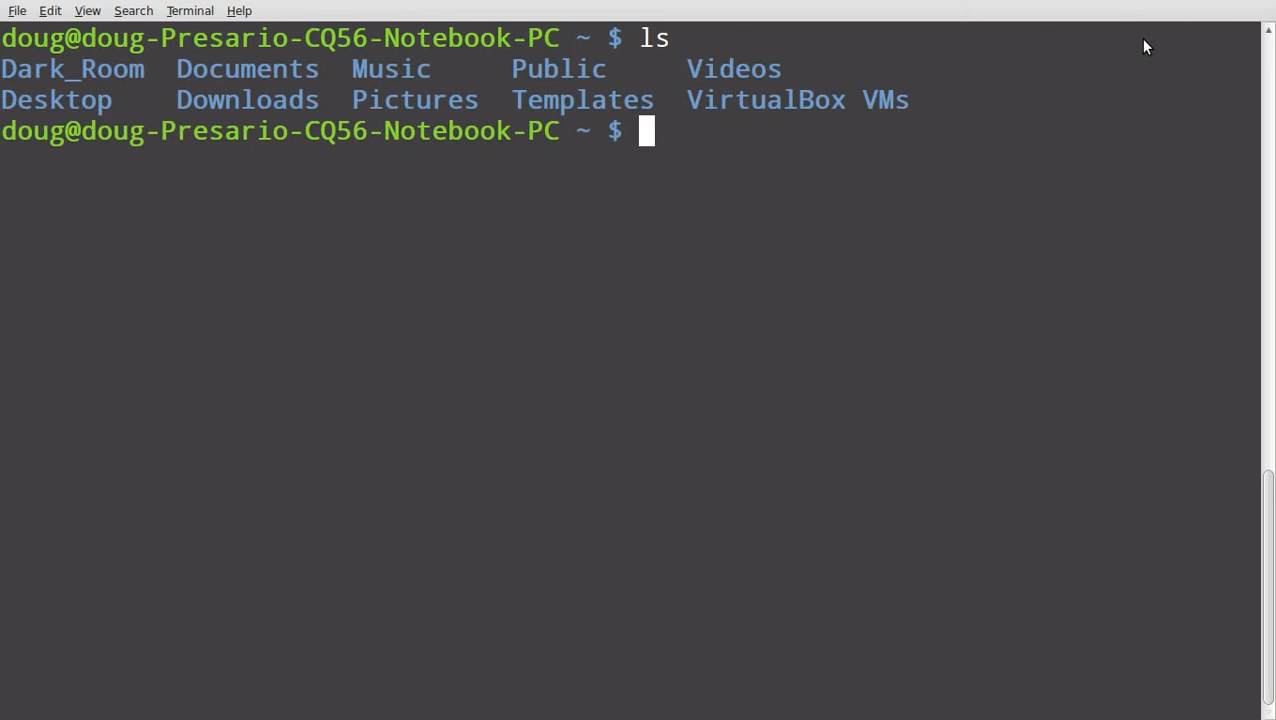 File Edit View Search Terminal Help
doug@doug-Presario-CQ56-Notebook-PC ~ $ ls
Dark_Room  Documents  Music     Public     Videos
Desktop    Downloads  Pictures  Templates  VirtualBox VMs
doug@doug-Presario-CQ56-Notebook-PC ~ $